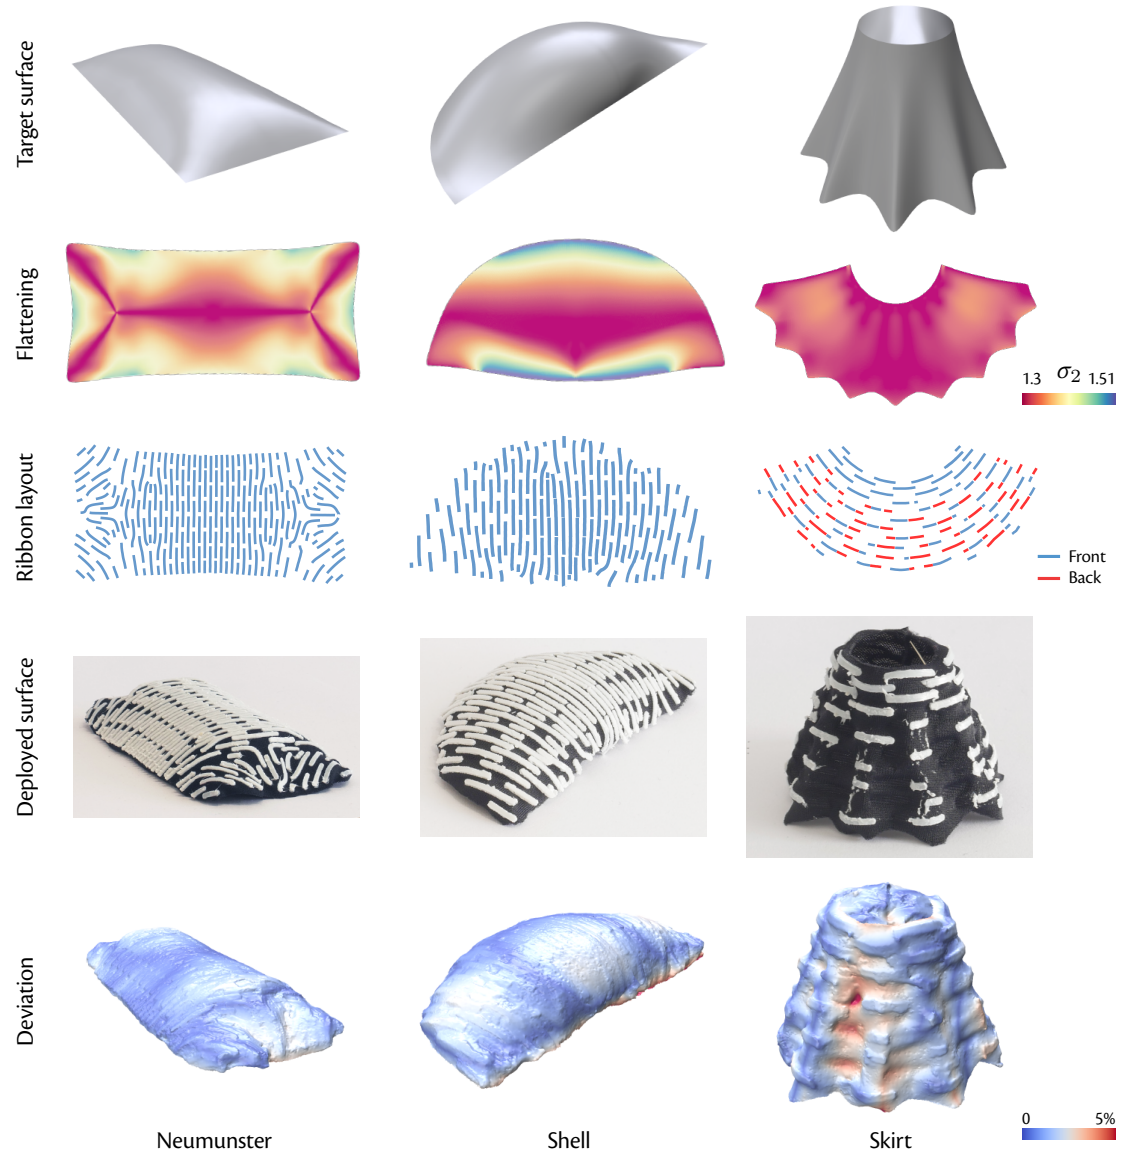 Target surface
Flattening
1.3 σ2 1.51
Ribbon layout
Front
Back
Deployed surface
Deviation
0 5%
Neumunster Shell Skirt